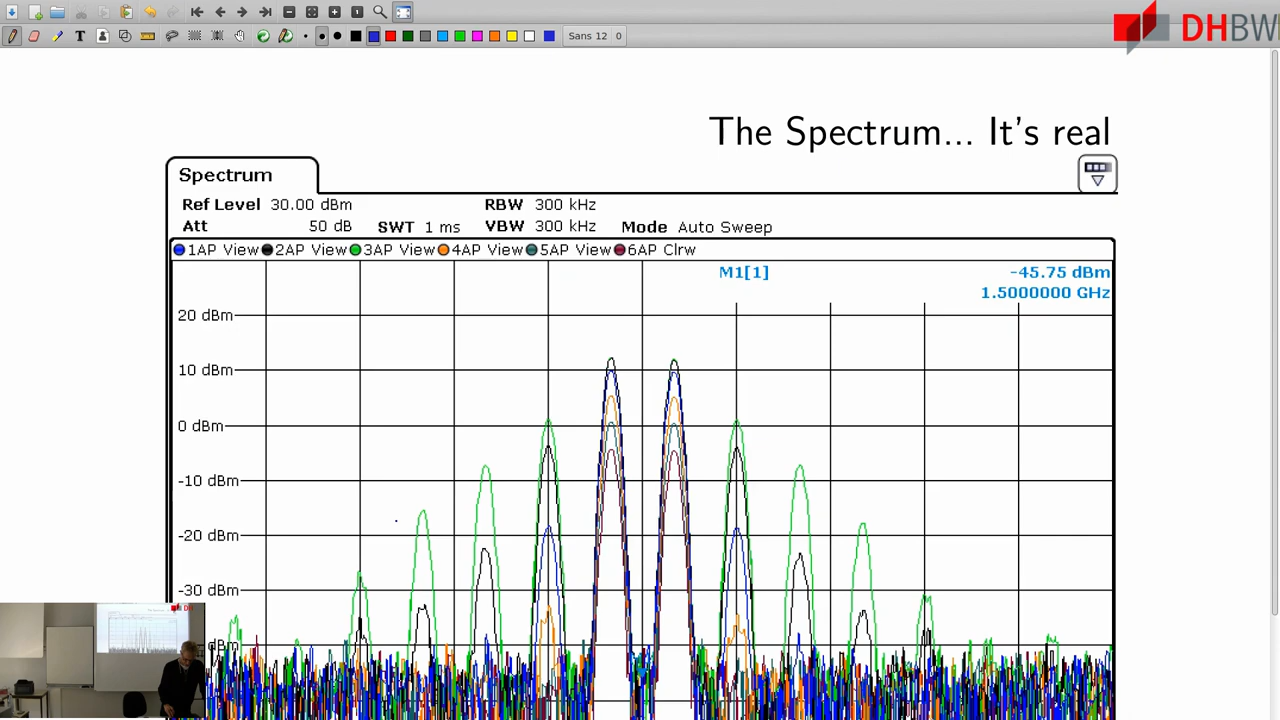 Sans 12 0
DHBW
The Spectrum... It's real
Spectrum
Ref Level 30.00 dBm RBW 300 kHz
Att 50 dB SWT 1 ms VBW 300 kHz Mode Auto Sweep
1AP View 2AP View 3AP View 4AP View 5AP View 6AP Clrw
M1[1] -45.75 dBm
1.5000000 GHz
20 dBm
10 dBm
0 dBm
-10 dBm
-20 dBm
-30 dBm
dBm